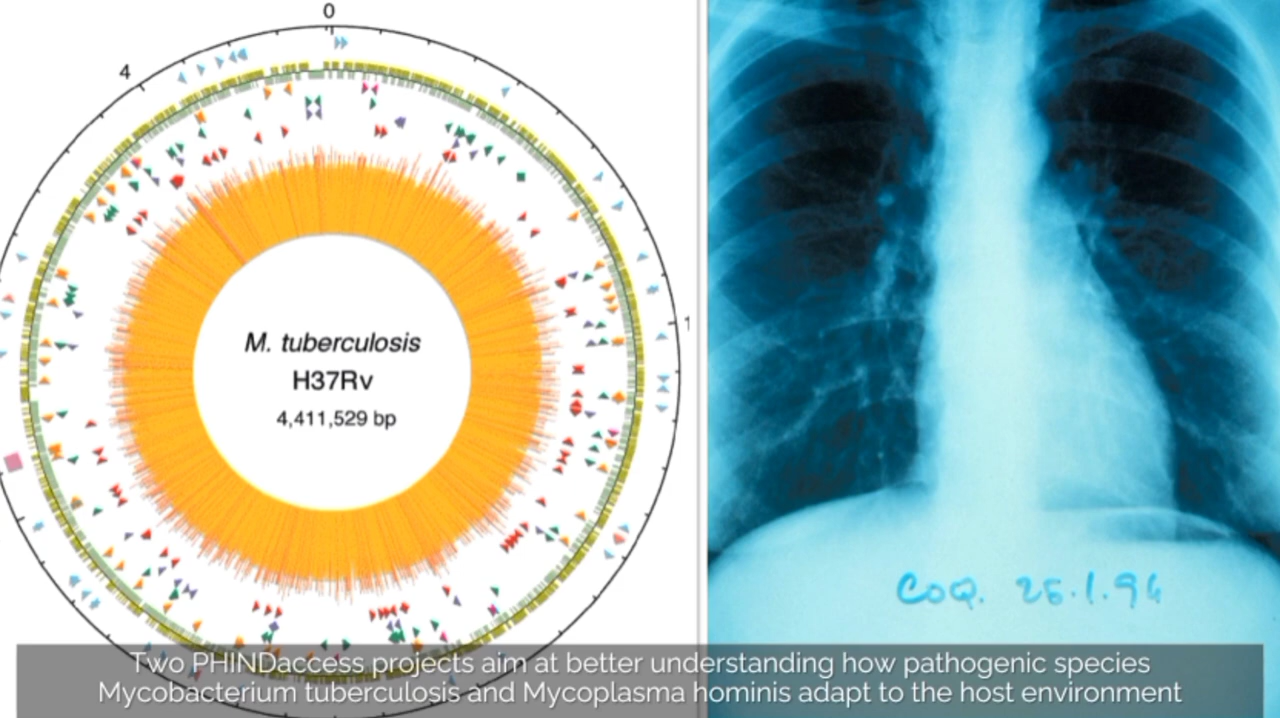 0
4
1
M. tuberculosis
H37Rv
4,411,529 bp
COQ. 25.1.94
Two PHINDaccess projects aim at better understanding how pathogenic species
Mycobacterium tuberculosis and Mycoplasma hominis adapt to the host environment